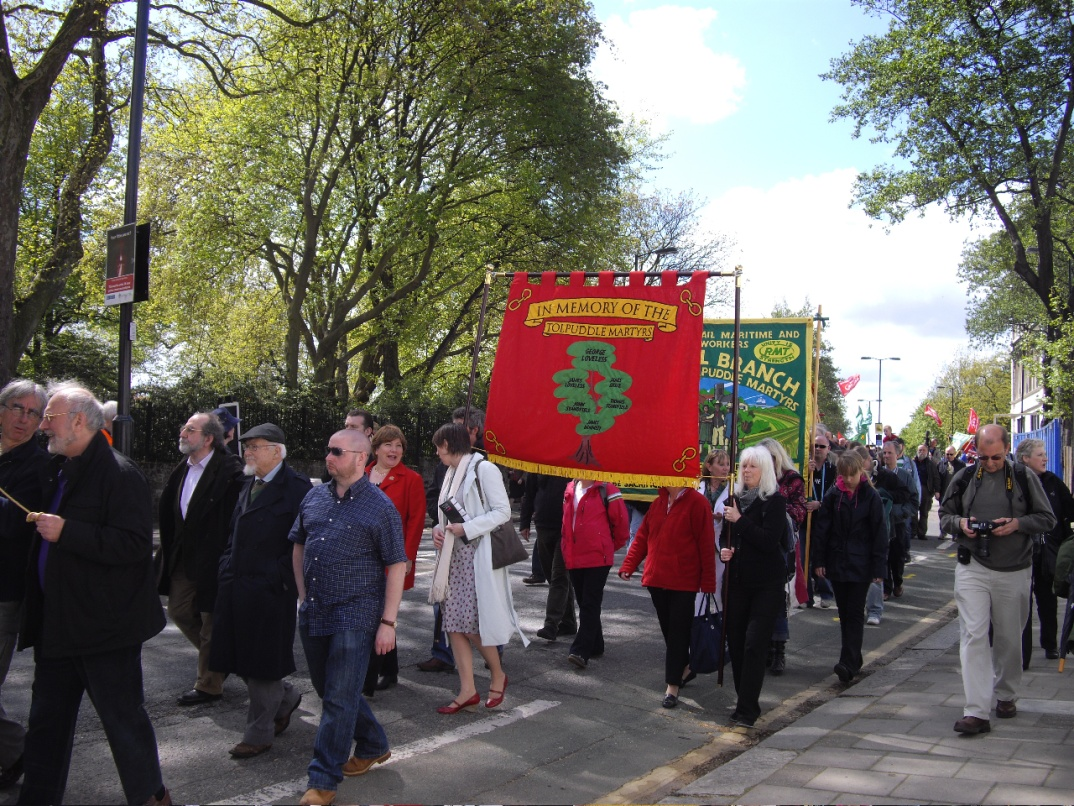 IN MEMORY OF THE
TOLPUDDLE MARTYRS
GEORGE
LOVELESS
JAMES
LOVELESS
JAMES
BRINE
JOHN
STANDFIELD
THOMAS
STANDFIELD
JAMES
HAMMETT
AIL MARITIME AND
WORKERS
RMT
L BRANCH
LPUDDLE MARTYRS